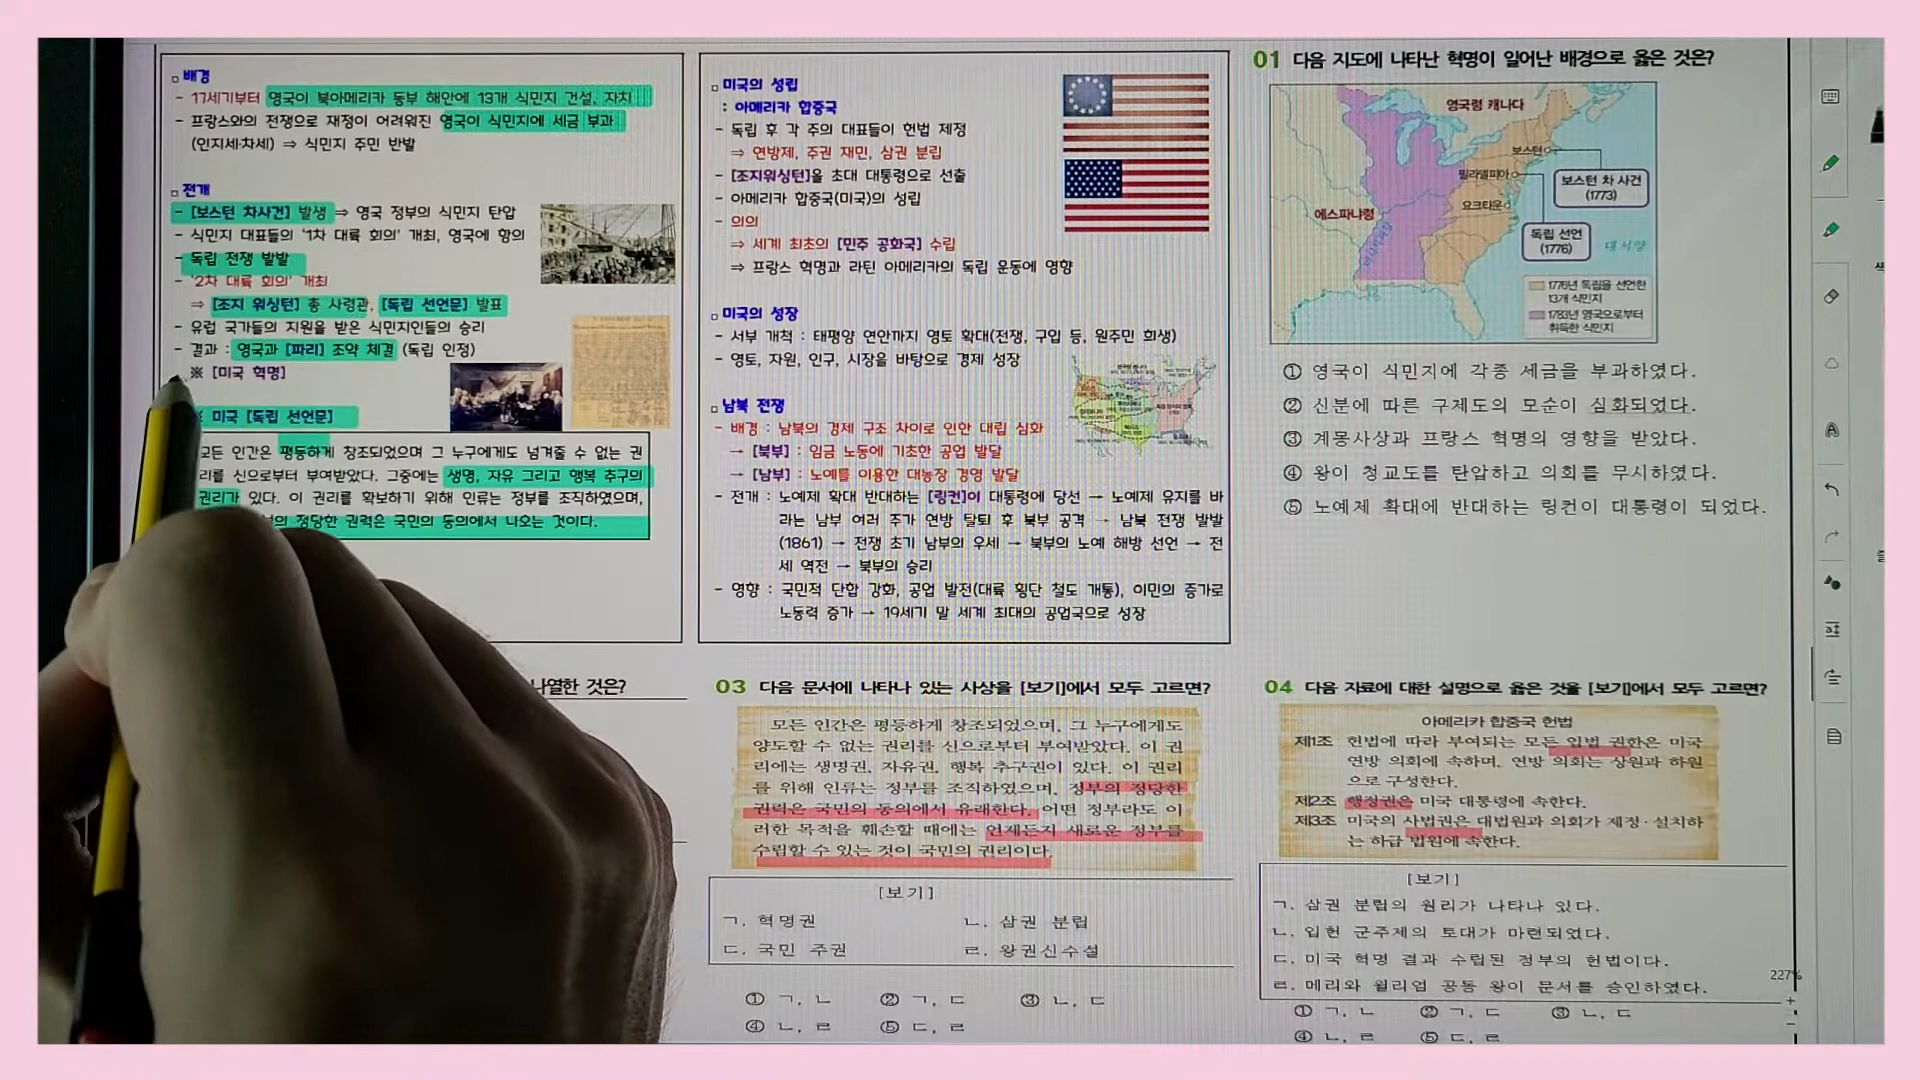 배경
- 17세기부터 영국이 북아메리카 동부 해안에 13개 식민지 건설, 자치
- 프랑스와의 전쟁으로 재정이 어려워진 영국이 식민지에 세금 부과
(인지세·차세) ⇒ 식민지 주민 반발
전개
- [보스턴 차사건] 발생 ⇒ 영국 정부의 식민지 탄압
- 식민지 대표들의 '1차 대륙 회의' 개최, 영국에 항의
- 독립 전쟁 발발
- '2차 대륙 회의' 개최
⇒ [조지 워싱턴] 총 사령관, [독립 선언문] 발표
- 유럽 국가들의 지원을 받은 식민지인들의 승리
- 결과 : 영국과 [파리] 조약 체결 (독립 인정)
※ [미국 혁명]
※ 미국 [독립 선언문]
모든 인간은 평등하게 창조되었으며 그 누구에게도 넘겨줄 수 없는 권
리를 신으로부터 부여받았다. 그중에는 생명, 자유 그리고 행복 추구의
권리가 있다. 이 권리를 확보하기 위해 인류는 정부를 조직하였으며,
정당한 권력은 국민의 동의에서 나오는 것이다.
미국의 성립
: 아메리카 합중국
- 독립 후 각 주의 대표들이 헌법 제정
⇒ 연방제, 주권 재민, 삼권 분립
- [조지워싱턴]을 초대 대통령으로 선출
- 아메리카 합중국(미국)의 성립
- 의의
⇒ 세계 최초의 [민주 공화국] 수립
⇒ 프랑스 혁명과 라틴 아메리카의 독립 운동에 영향
미국의 성장
- 서부 개척 : 태평양 연안까지 영토 확대(전쟁, 구입 등, 원주민 희생)
- 영토, 자원, 인구, 시장을 바탕으로 경제 성장
남북 전쟁
- 배경 : 남북의 경제 구조 차이로 인한 대립 심화
→ [북부] : 임금 노동에 기초한 공업 발달
→ [남부] : 노예를 이용한 대농장 경영 발달
- 전개 : 노예제 확대 반대하는 [링컨]이 대통령에 당선 → 노예제 유지를 바
라는 남부 여러 주가 연방 탈퇴 후 북부 공격 → 남북 전쟁 발발
(1861) → 전쟁 초기 남부의 우세 → 북부의 노예 해방 선언 → 전
세 역전 → 북부의 승리
- 영향 : 국민적 단합 강화, 공업 발전(대륙 횡단 철도 개통), 이민의 증가로
노동력 증가 → 19세기 말 세계 최대의 공업국으로 성장
01 다음 지도에 나타난 혁명이 일어난 배경으로 옳은 것은?
영국령 캐나다
보스턴
필라델피아
보스턴 차 사건
(1773)
요크타운
에스파냐령
독립 선언
(1776)
대서양
1776년 독립을 선언한
13개 식민지
1783년 영국으로부터
취득한 식민지
① 영국이 식민지에 각종 세금을 부과하였다.
② 신분에 따른 구제도의 모순이 심화되었다.
③ 계몽사상과 프랑스 혁명의 영향을 받았다.
④ 왕이 청교도를 탄압하고 의회를 무시하였다.
⑤ 노예제 확대에 반대하는 링컨이 대통령이 되었다.
나열한 것은?
03 다음 문서에 나타나 있는 사상을 [보기]에서 모두 고르면?
모든 인간은 평등하게 창조되었으며, 그 누구에게도
양도할 수 없는 권리를 신으로부터 부여받았다. 이 권
리에는 생명권, 자유권, 행복 추구권이 있다. 이 권리
를 위해 인류는 정부를 조직하였으며, 정부의 정당한
권력은 국민의 동의에서 유래한다. 어떤 정부라도 이
러한 목적을 훼손할 때에는 언제든지 새로운 정부를
수립할 수 있는 것이 국민의 권리이다.
[보기]
ㄱ. 혁명권 ㄴ. 삼권 분립
ㄷ. 국민 주권 ㄹ. 왕권신수설
① ㄱ, ㄴ ② ㄱ, ㄷ ③ ㄴ, ㄷ
④ ㄴ, ㄹ ⑤ ㄷ, ㄹ
04 다음 자료에 대한 설명으로 옳은 것을 [보기]에서 모두 고르면?
아메리카 합중국 헌법
제1조 헌법에 따라 부여되는 모든 입법 권한은 미국
연방 의회에 속하며, 연방 의회는 상원과 하원
으로 구성한다.
제2조 행정권은 미국 대통령에 속한다.
제3조 미국의 사법권은 대법원과 의회가 제정·설치하
는 하급 법원에 속한다.
[보기]
ㄱ. 삼권 분립의 원리가 나타나 있다.
ㄴ. 입헌 군주제의 토대가 마련되었다.
ㄷ. 미국 혁명 결과 수립된 정부의 헌법이다.
ㄹ. 메리와 윌리엄 공동 왕이 문서를 승인하였다.
① ㄱ, ㄴ ② ㄱ, ㄷ ③ ㄴ, ㄷ
④ ㄴ, ㄹ ⑤ ㄷ, ㄹ
227%